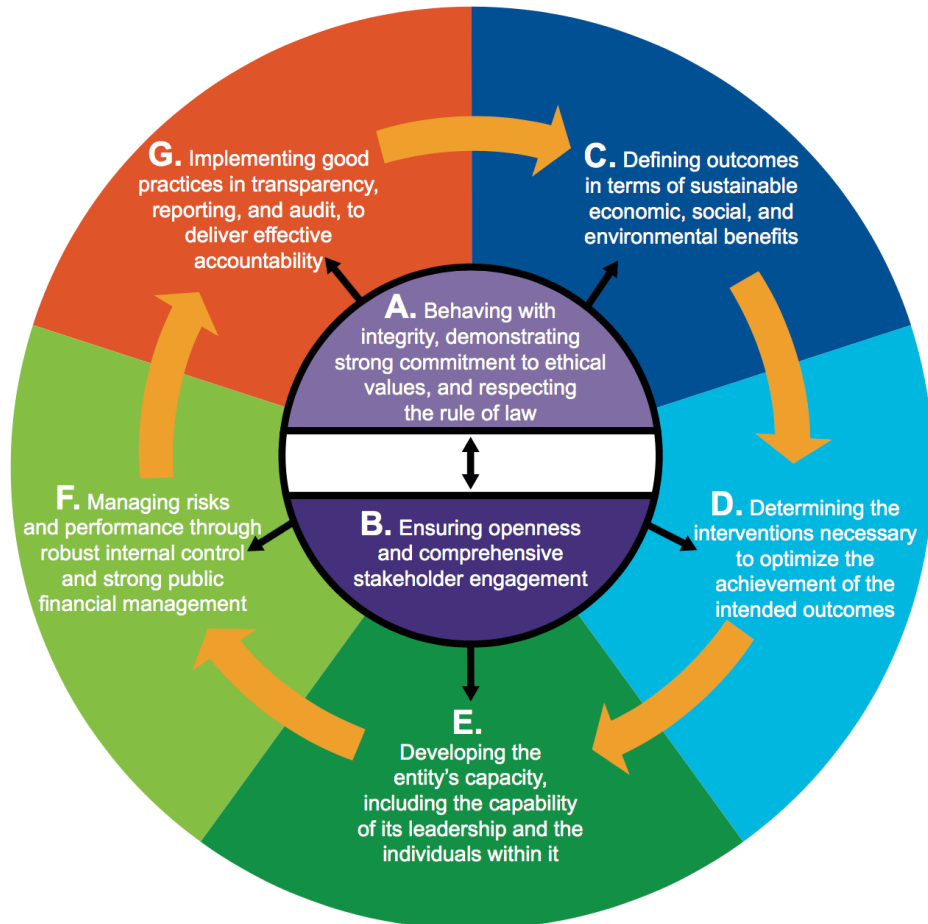 G. Implementing good
practices in transparency,
reporting, and audit, to
deliver effective
accountability
C. Defining outcomes
in terms of sustainable
economic, social, and
environmental benefits
A. Behaving with
integrity, demonstrating
strong commitment to ethical
values, and respecting
the rule of law
B. Ensuring openness
and comprehensive
stakeholder engagement
F. Managing risks
and performance through
robust internal control
and strong public
financial management
D. Determining the
interventions necessary
to optimize the
achievement of the
intended outcomes
E.
Developing the
entity's capacity,
including the capability
of its leadership and the
individuals within it